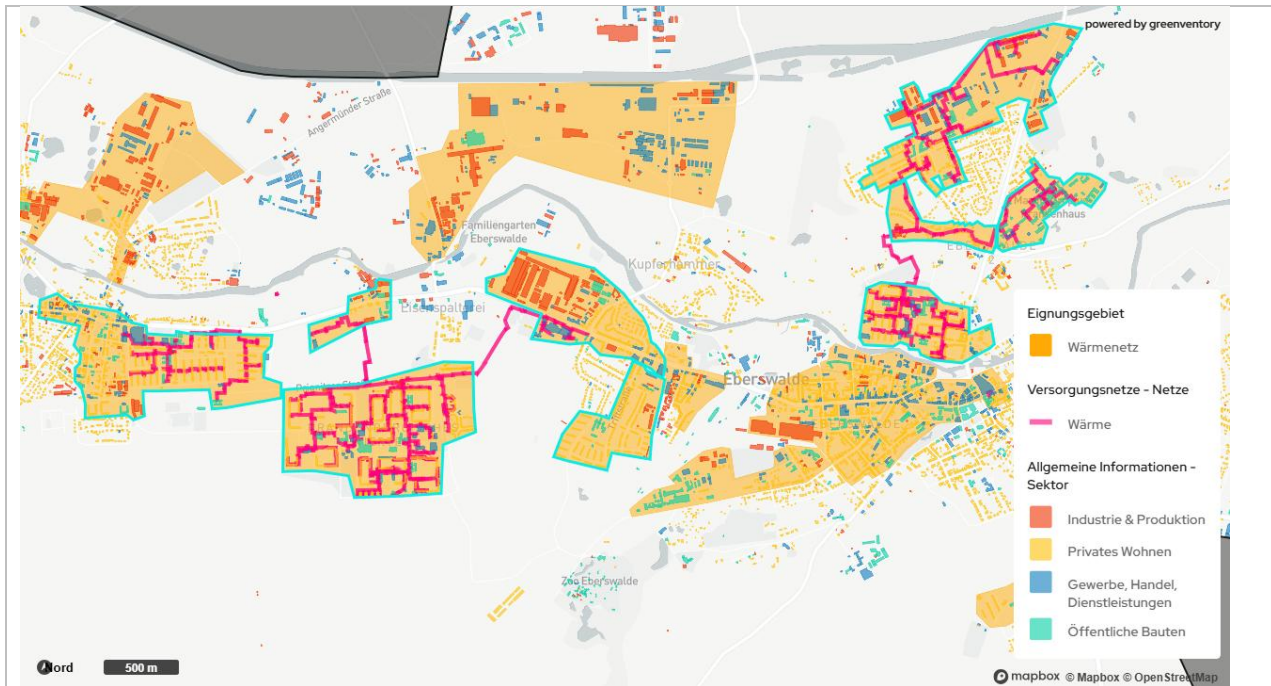 powered by greenventory
Angermünder Straße
Familiengarten
Eberswalde
Kupferhammer
Eisenspalterei
Eberswalde
Zoo Eberswalde
Eignungsgebiet
Wärmenetz
Versorgungsnetze - Netze
Wärme
Allgemeine Informationen -
Sektor
Industrie & Produktion
Privates Wohnen
Gewerbe, Handel,
Dienstleistungen
Öffentliche Bauten
Nord
500 m
mapbox © Mapbox © OpenStreetMap